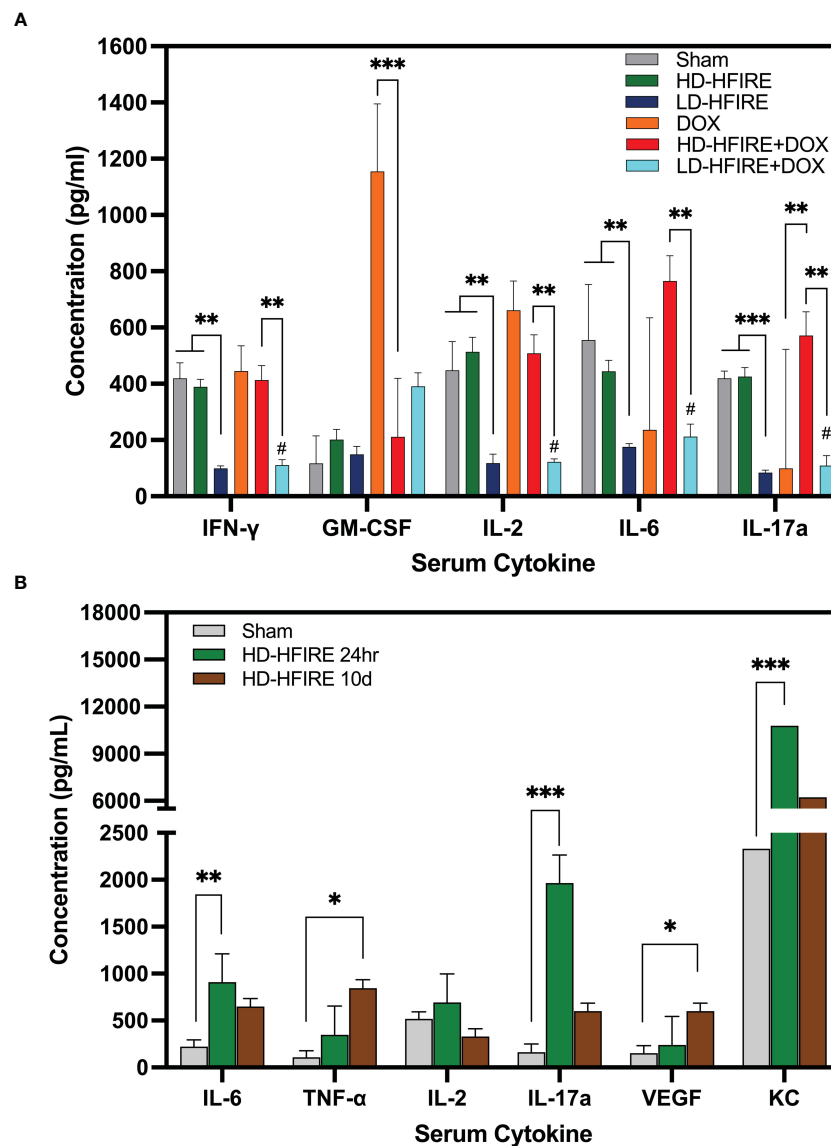 A
1600
1400
1200
1000
800
600
400
200
0
Concentraiton (pg/ml)
Sham
HD-HFIRE
LD-HFIRE
DOX
HD-HFIRE+DOX
LD-HFIRE+DOX
***
**
**
#
**
**
#
**
**
#
***
**
**
#
IFN-γ GM-CSF IL-2 IL-6 IL-17a
Serum Cytokine
B
18000
15000
12000
9000
6000
2500
2000
1500
1000
500
0
Concentration (pg/mL)
Sham
HD-HFIRE 24hr
HD-HFIRE 10d
**
*
***
*
***
IL-6 TNF-α IL-2 IL-17a VEGF KC
Serum Cytokine